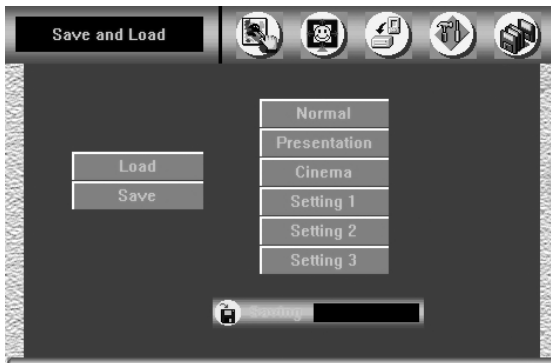 Save and Load
Load
Save
Normal
Presentation
Cinema
Setting 1
Setting 2
Setting 3